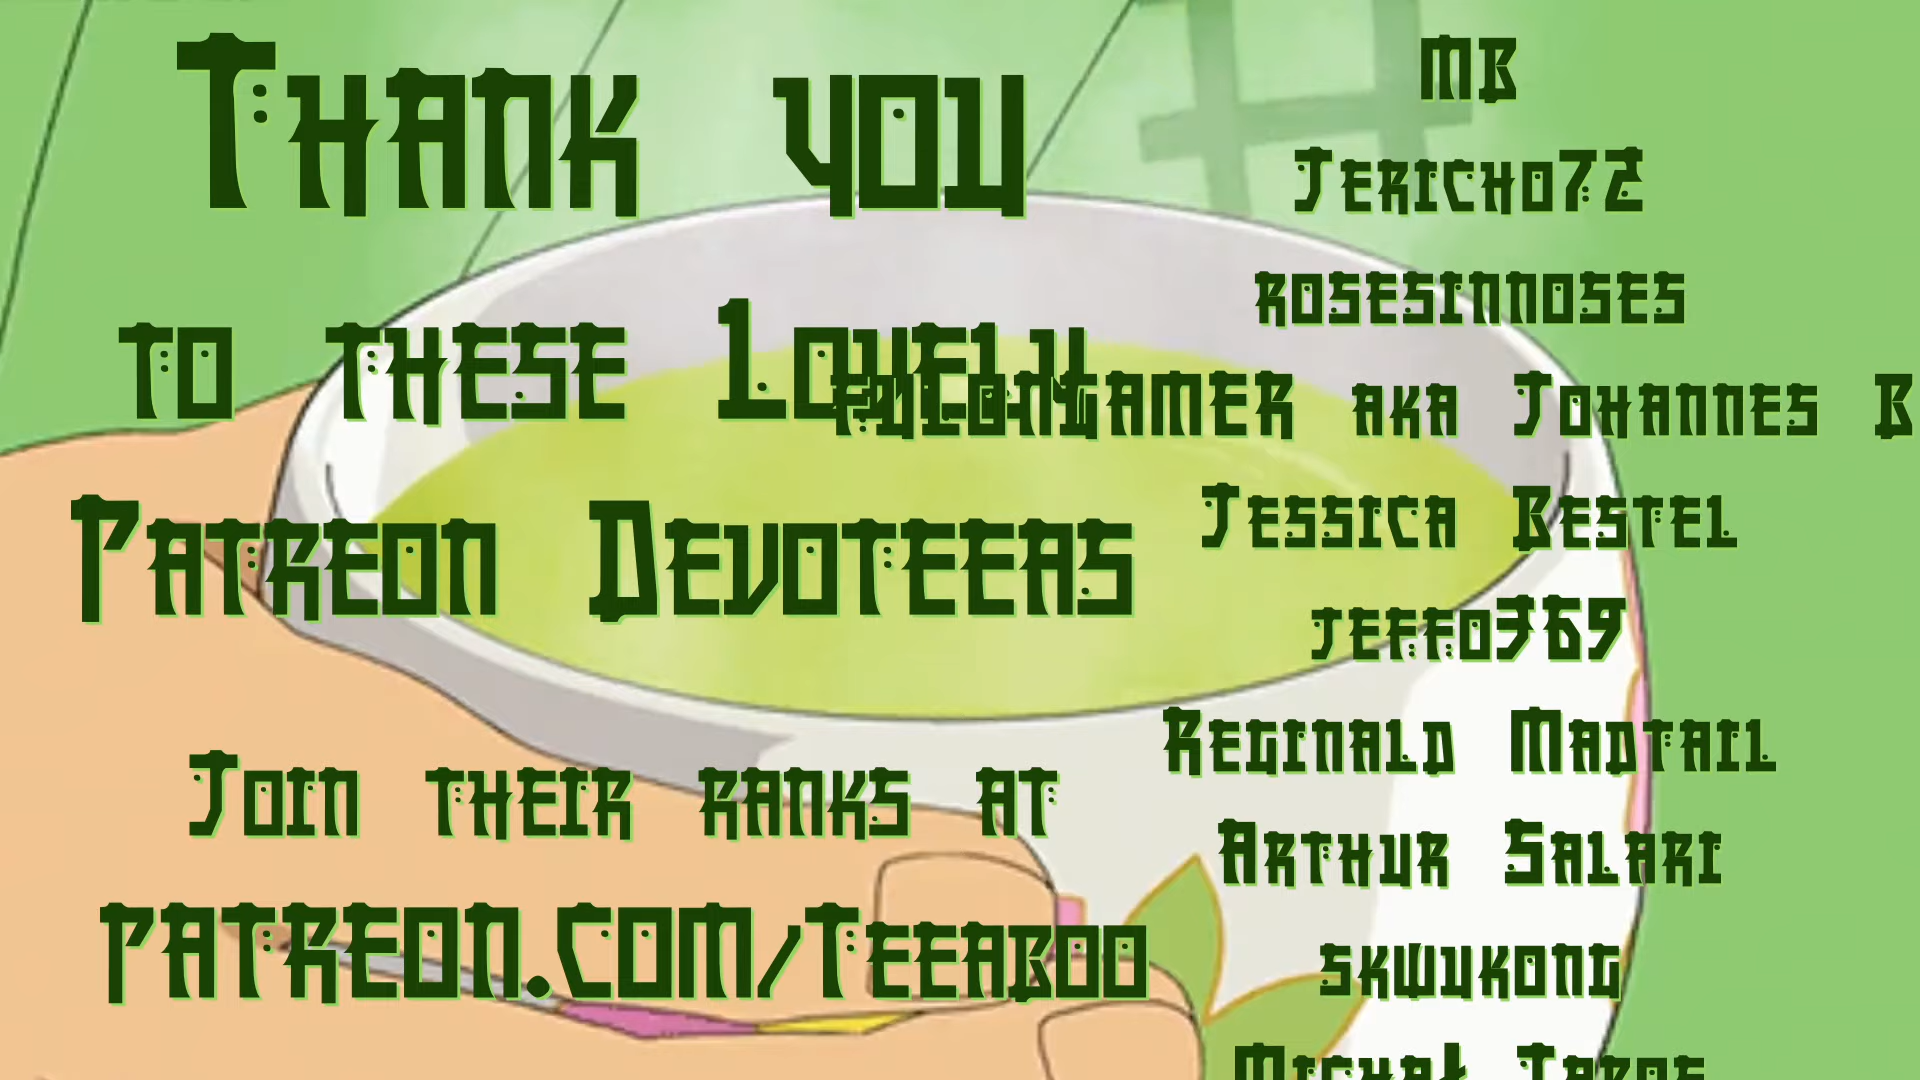 Thank you
to these Lovely
Patreon Devoteeas
Join their ranks at
PATREON.COM/Teeaboo
MB
Jericho72
rosesinnoses
aka Johannes B
Jessica Bestel
jeffo369
Reginald Madtail
Arthur Salari
skwukong
Michał